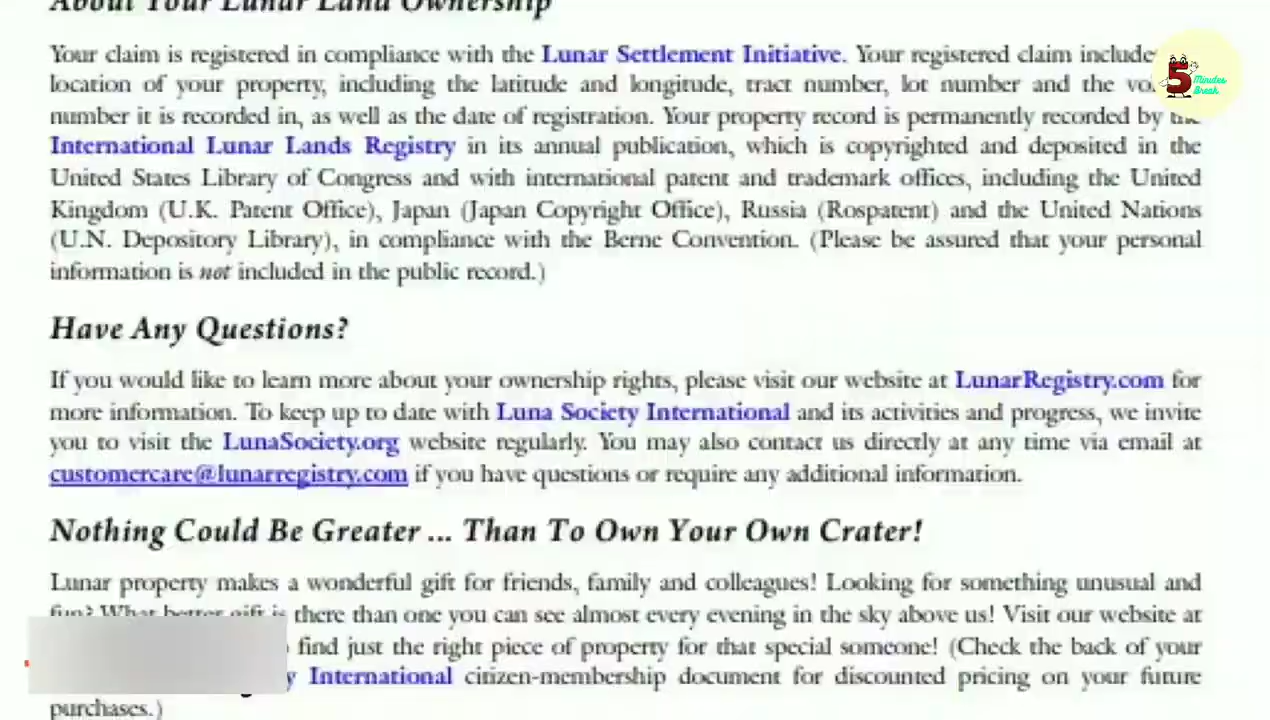 About Your Lunar Land Ownership
Your claim is registered in compliance with the Lunar Settlement Initiative. Your registered claim include
location of your property, including the latitude and longitude, tract number, lot number and the vo
number it is recorded in, as well as the date of registration. Your property record is permanently recorded by the
International Lunar Lands Registry in its annual publication, which is copyrighted and deposited in the
United States Library of Congress and with international patent and trademark offices, including the United
Kingdom (U.K. Patent Office), Japan (Japan Copyright Office), Russia (Rospatent) and the United Nations
(U.N. Depository Library), in compliance with the Berne Convention. (Please be assured that your personal
information is not included in the public record.)
Have Any Questions?
If you would like to learn more about your ownership rights, please visit our website at LunarRegistry.com for
more information. To keep up to date with Luna Society International and its activities and progress, we invite
you to visit the LunaSociety.org website regularly. You may also contact us directly at any time via email at
customercare@lunarregistry.com if you have questions or require any additional information.
Nothing Could Be Greater ... Than To Own Your Own Crater!
Lunar property makes a wonderful gift for friends, family and colleagues! Looking for something unusual and
fun? What better gift is there than one you can see almost every evening in the sky above us! Visit our website at
find just the right piece of property for that special someone! (Check the back of your
y International citizen-membership document for discounted pricing on your future
purchases.)
5 Minutes
Break